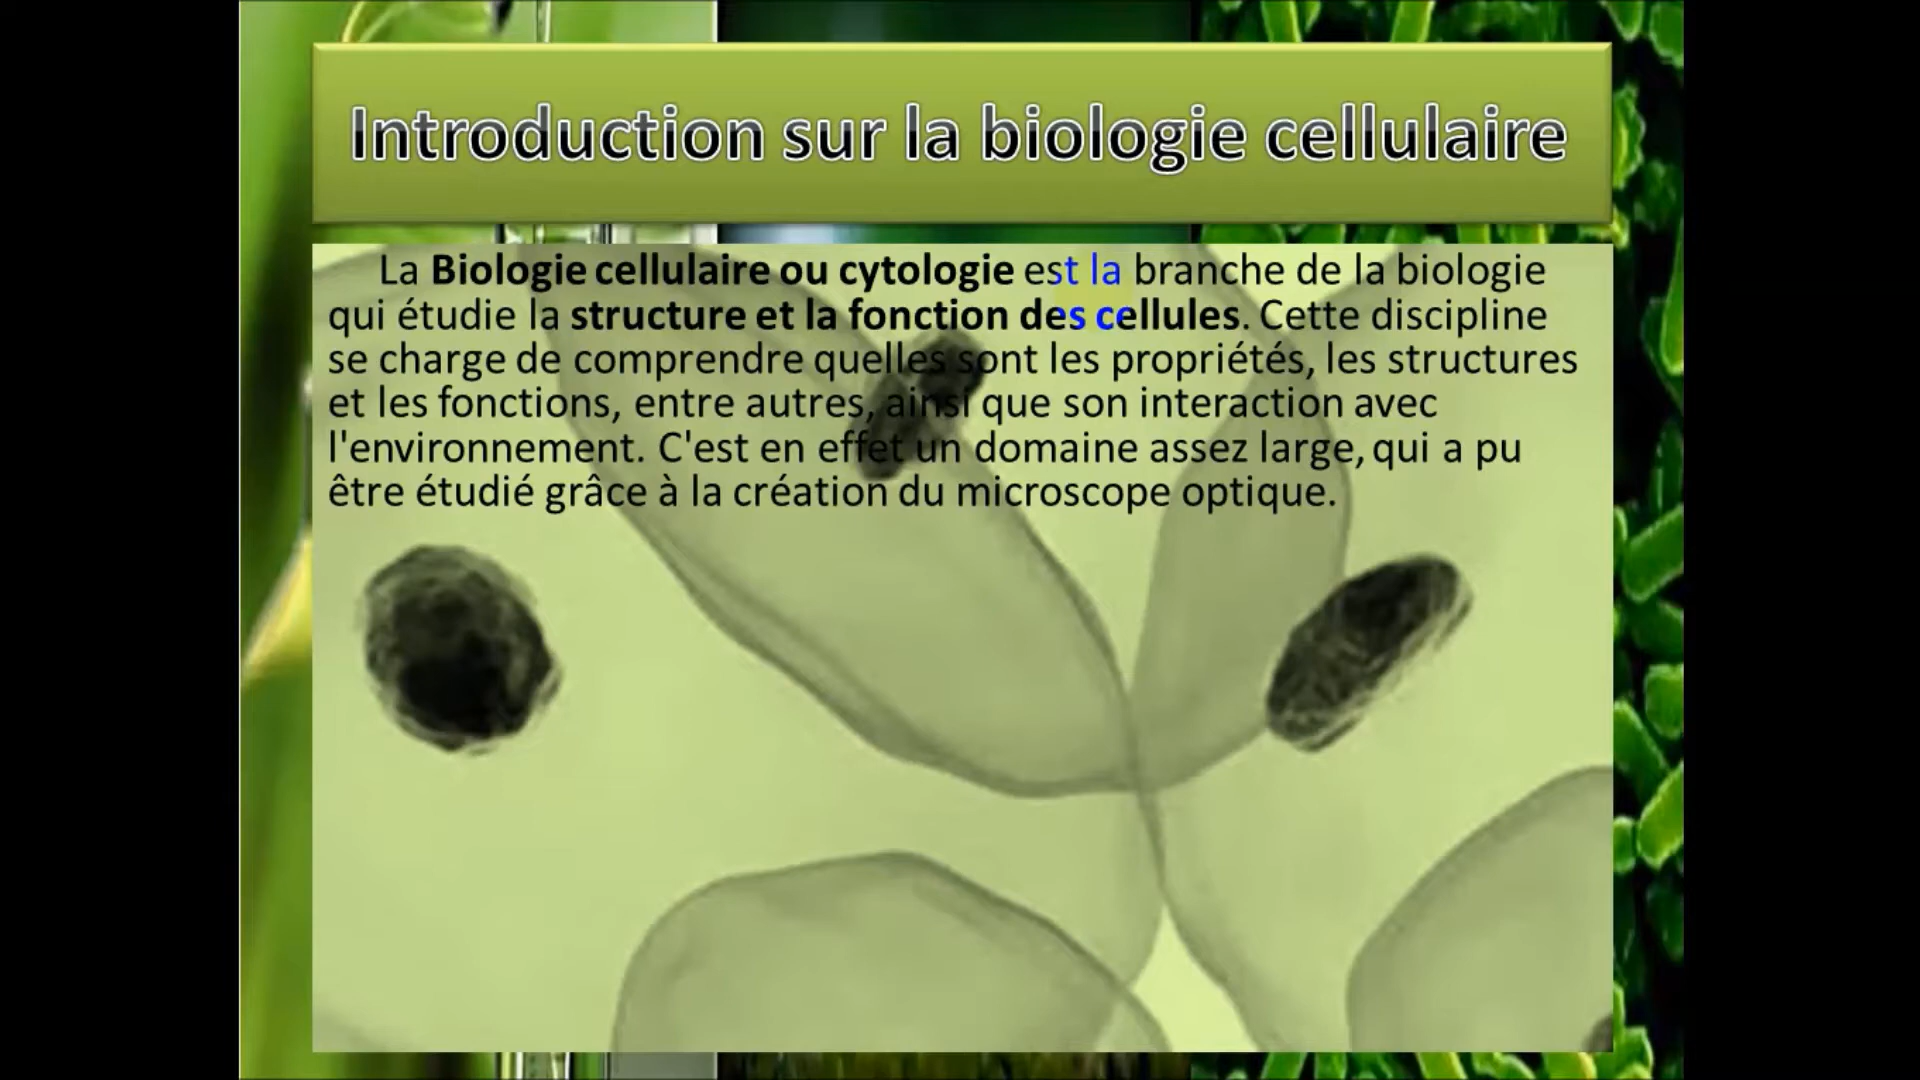 Introduction sur la biologie cellulaire
La Biologie cellulaire ou cytologie est la branche de la biologie
qui étudie la structure et la fonction des cellules. Cette discipline
se charge de comprendre quelles sont les propriétés, les structures
et les fonctions, entre autres, ainsi que son interaction avec
l'environnement. C'est en effet un domaine assez large, qui a pu
être étudié grâce à la création du microscope optique.